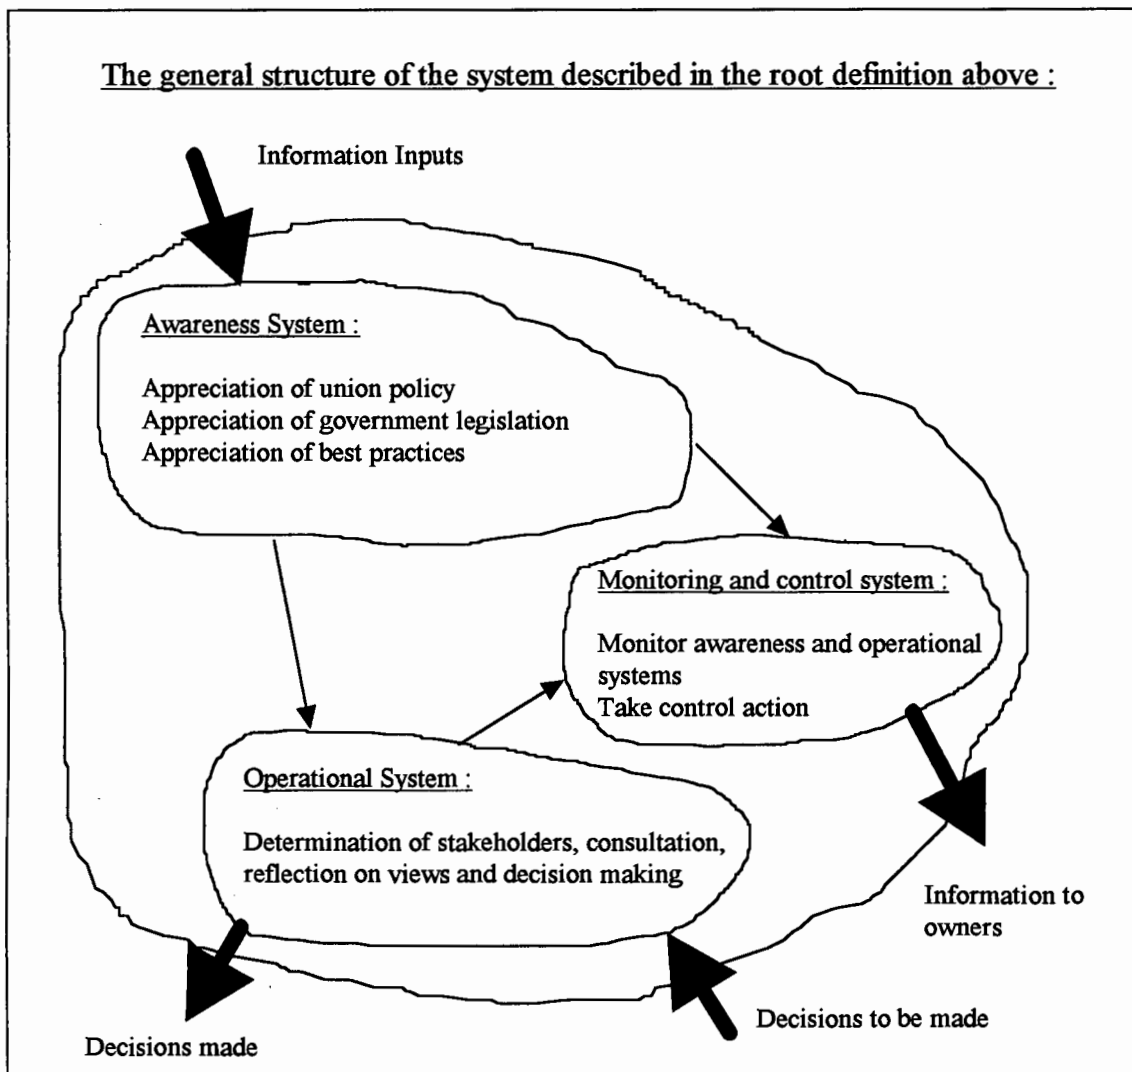 The general structure of the system described in the root definition above :
Information Inputs
Awareness System :
Appreciation of union policy
Appreciation of government legislation
Appreciation of best practices
Monitoring and control system :
Monitor awareness and operational
systems
Take control action
Operational System :
Determination of stakeholders, consultation,
reflection on views and decision making
Information to
owners
Decisions to be made
Decisions made